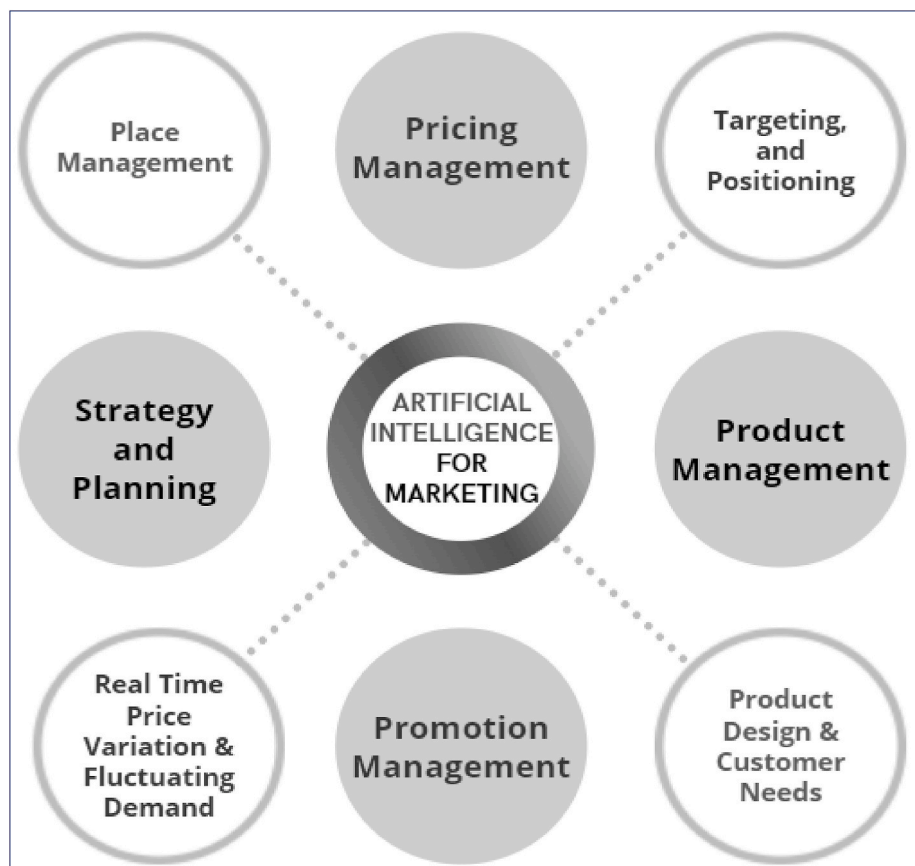 Place
Management
Pricing
Management
Targeting,
and
Positioning
Strategy
and
Planning
ARTIFICIAL
INTELLIGENCE
FOR
MARKETING
Product
Management
Real Time
Price
Variation &
Fluctuating
Demand
Promotion
Management
Product
Design &
Customer
Needs